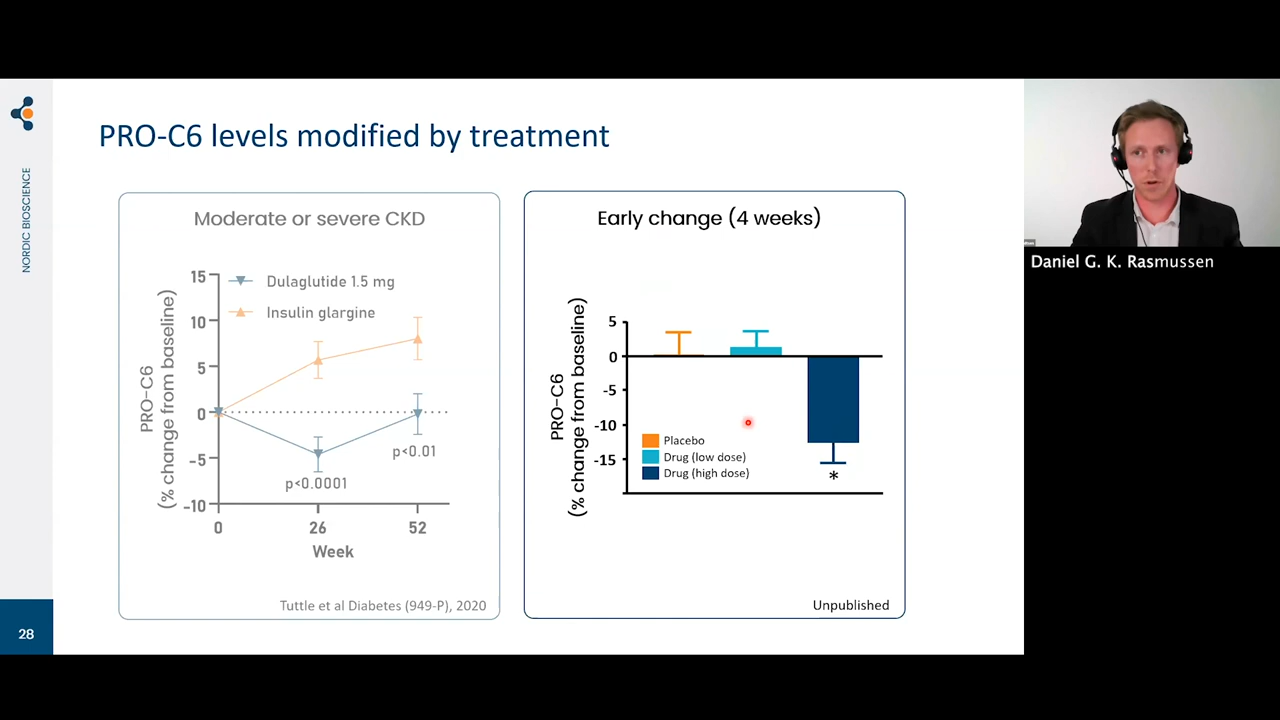 PRO-C6 levels modified by treatment
NORDIC BIOSCIENCE
28
Moderate or severe CKD
PRO-C6
(% change from baseline)
15
10
5
0
-5
-10
Dulaglutide 1.5 mg
Insulin glargine
p<0.0001
p<0.01
0
26
52
Week
Tuttle et al Diabetes (949-P), 2020
Early change (4 weeks)
PRO-C6
(% change from baseline)
5
0
-5
-10
-15
Placebo
Drug (low dose)
Drug (high dose)
*
Unpublished
Daniel G. K. Rasmussen